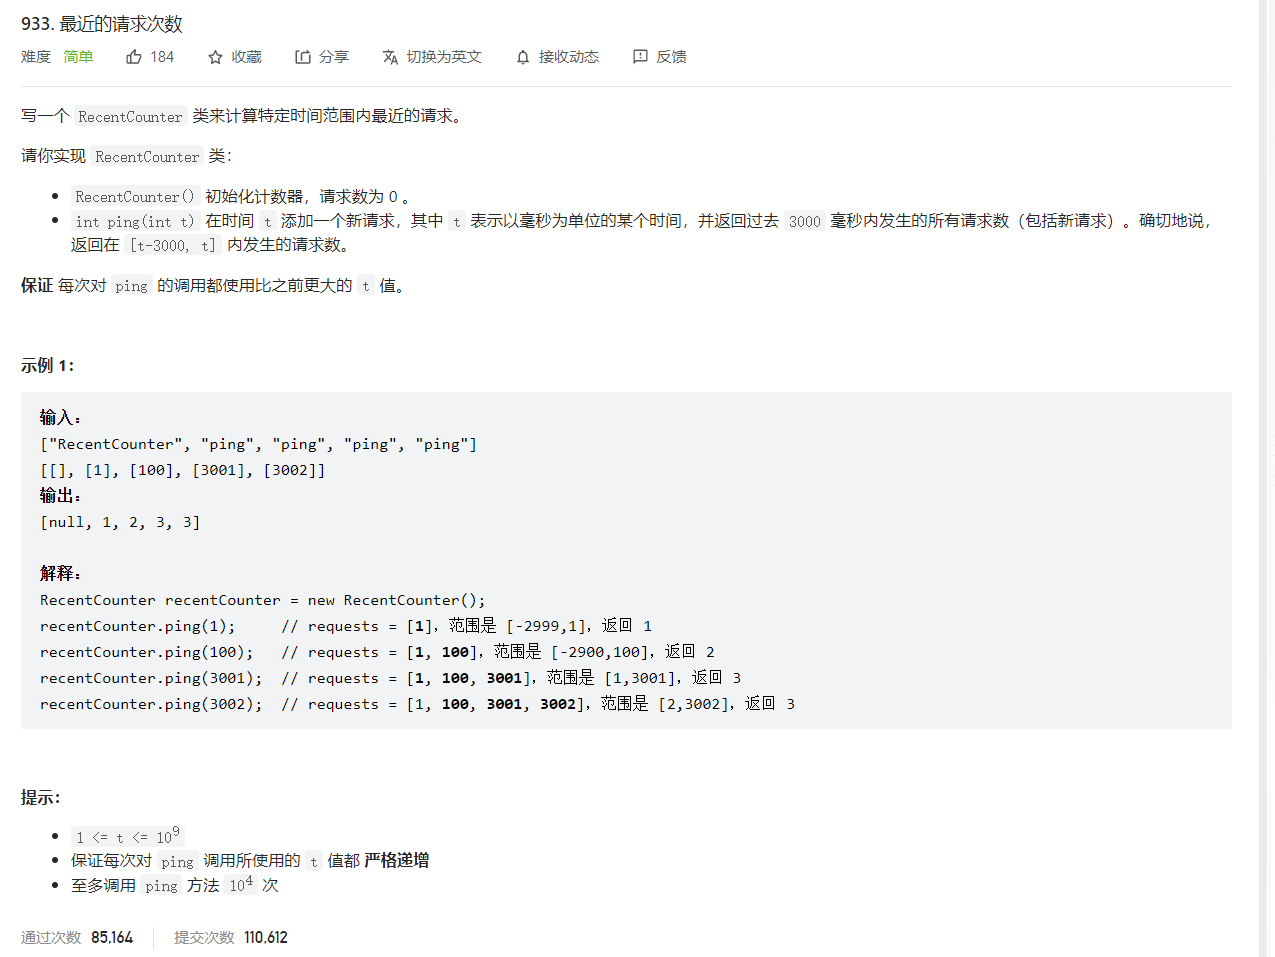 933. 最近的请求次数
难度 简单 184 收藏 分享 切换为英文 接收动态 反馈
写一个 RecentCounter 类来计算特定时间范围内最近的请求。
请你实现 RecentCounter 类：
• RecentCounter() 初始化计数器，请求数为 0 。
• int ping(int t) 在时间 t 添加一个新请求，其中 t 表示以毫秒为单位的某个时间，并返回过去 3000 毫秒内发生的所有请求数（包括新请求）。确切地说，
返回在 [t-3000, t] 内发生的请求数。
保证 每次对 ping 的调用都使用比之前更大的 t 值。
示例 1：
输入：
["RecentCounter", "ping", "ping", "ping", "ping"]
[[], [1], [100], [3001], [3002]]
输出：
[null, 1, 2, 3, 3]
解释：
RecentCounter recentCounter = new RecentCounter();
recentCounter.ping(1);     // requests = [1]，范围是 [-2999,1]，返回 1
recentCounter.ping(100);   // requests = [1, 100]，范围是 [-2900,100]，返回 2
recentCounter.ping(3001);  // requests = [1, 100, 3001]，范围是 [1,3001]，返回 3
recentCounter.ping(3002);  // requests = [1, 100, 3001, 3002]，范围是 [2,3002]，返回 3
提示：
• 1 <= t <= 10⁹
• 保证每次对 ping 调用所使用的 t 值都 严格递增
• 至多调用 ping 方法 10⁴ 次
通过次数 85,164 提交次数 110,612